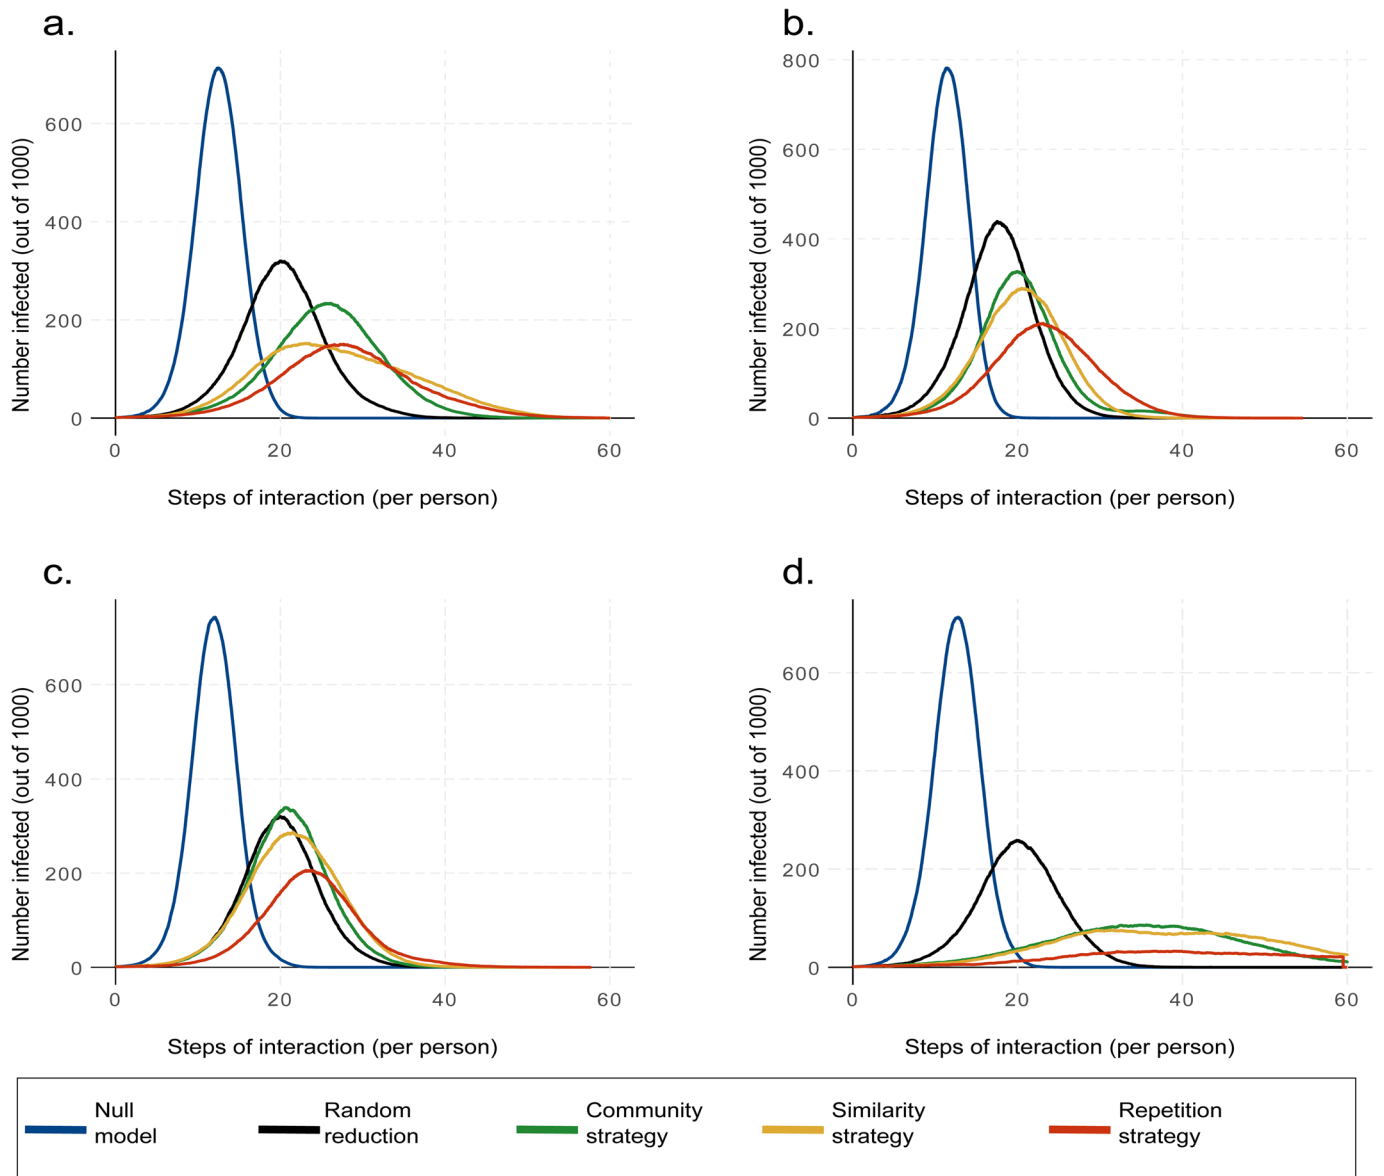 a.
Number infected (out of 1000)
600
400
200
0
0 20 40 60
Steps of interaction (per person)
b.
Number infected (out of 1000)
800
600
400
200
0
0 20 40 60
Steps of interaction (per person)
c.
Number infected (out of 1000)
600
400
200
0
0 20 40 60
Steps of interaction (per person)
d.
Number infected (out of 1000)
600
400
200
0
0 20 40 60
Steps of interaction (per person)
Null
model
Random
reduction
Community
strategy
Similarity
strategy
Repetition
strategy